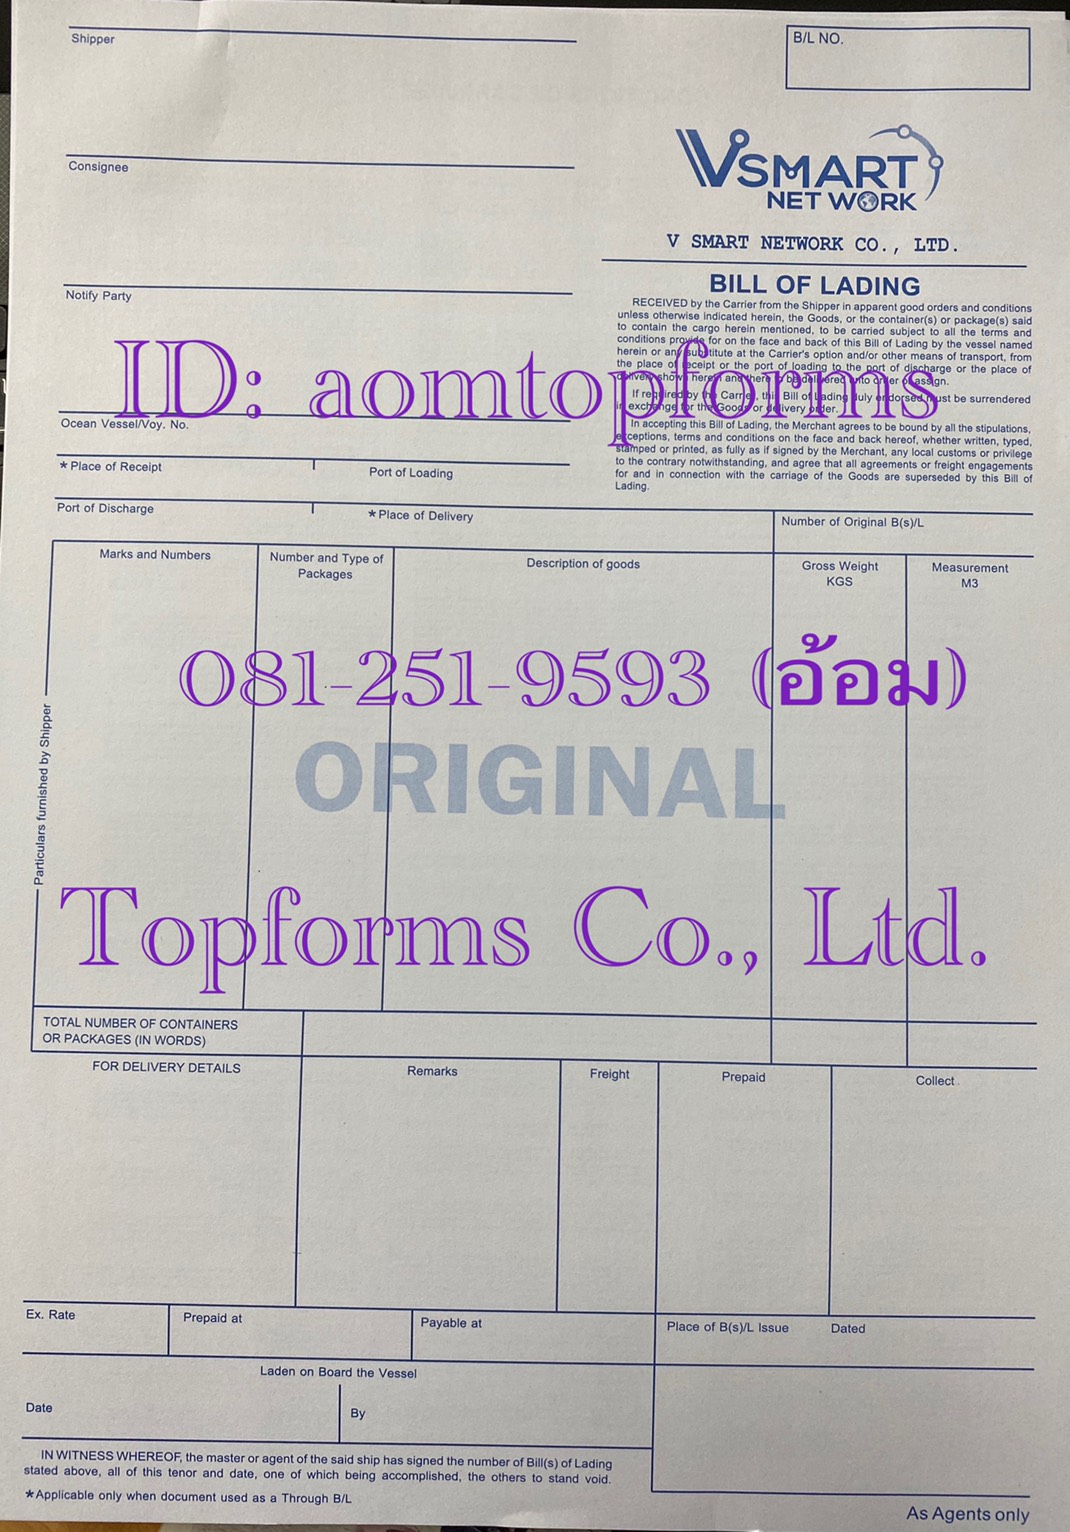 Shipper
B/L NO.
Consignee
VSMART
NETWORK
V SMART NETWORK CO., LTD.
BILL OF LADING
Notify Party
RECEIVED by the Carrier from the Shipper in apparent good orders and conditions
unless otherwise indicated herein, the Goods, or the container(s) or package(s) said
to contain the cargo herein mentioned, to be carried subject to all the terms and
conditions provide for on the face and back of this Bill of Lading by the vessel named
herein or any substitute at the Carrier's option and/or other means of transport, from
the place of receipt or the port of loading to the port of discharge or the place of
delivery shown herein and there to be delivered unto order of assign.
If required by the Carrier, this Bill of Lading duly endorsed must be surrendered
in exchange for the Goods or delivery order.
In accepting this Bill of Lading, the Merchant agrees to be bound by all the stipulations,
exceptions, terms and conditions on the face and back hereof, whether written, typed,
stamped or printed, as fully as if signed by the Merchant, any local customs or privilege
to the contrary notwithstanding, and agree that all agreements or freight engagements
for and in connection with the carriage of the Goods are superseded by this Bill of
Lading.
ID: aomtopforms
Ocean Vessel/Voy. No.
*Place of Receipt
Port of Loading
Port of Discharge
*Place of Delivery
Number of Original B(s)/L
Marks and Numbers
Number and Type of
Packages
Description of goods
Gross Weight
KGS
Measurement
M3
081-251-9593 (อ้อม)
Particulars furnished by Shipper
ORIGINAL
Topforms Co., Ltd.
TOTAL NUMBER OF CONTAINERS
OR PACKAGES (IN WORDS)
FOR DELIVERY DETAILS
Remarks
Freight
Prepaid
Collect
Ex. Rate
Prepaid at
Payable at
Place of B(s)/L Issue
Dated
Laden on Board the Vessel
Date
By
IN WITNESS WHEREOF, the master or agent of the said ship has signed the number of Bill(s) of Lading
stated above, all of this tenor and date, one of which being accomplished, the others to stand void.
*Applicable only when document used as a Through B/L
As Agents only